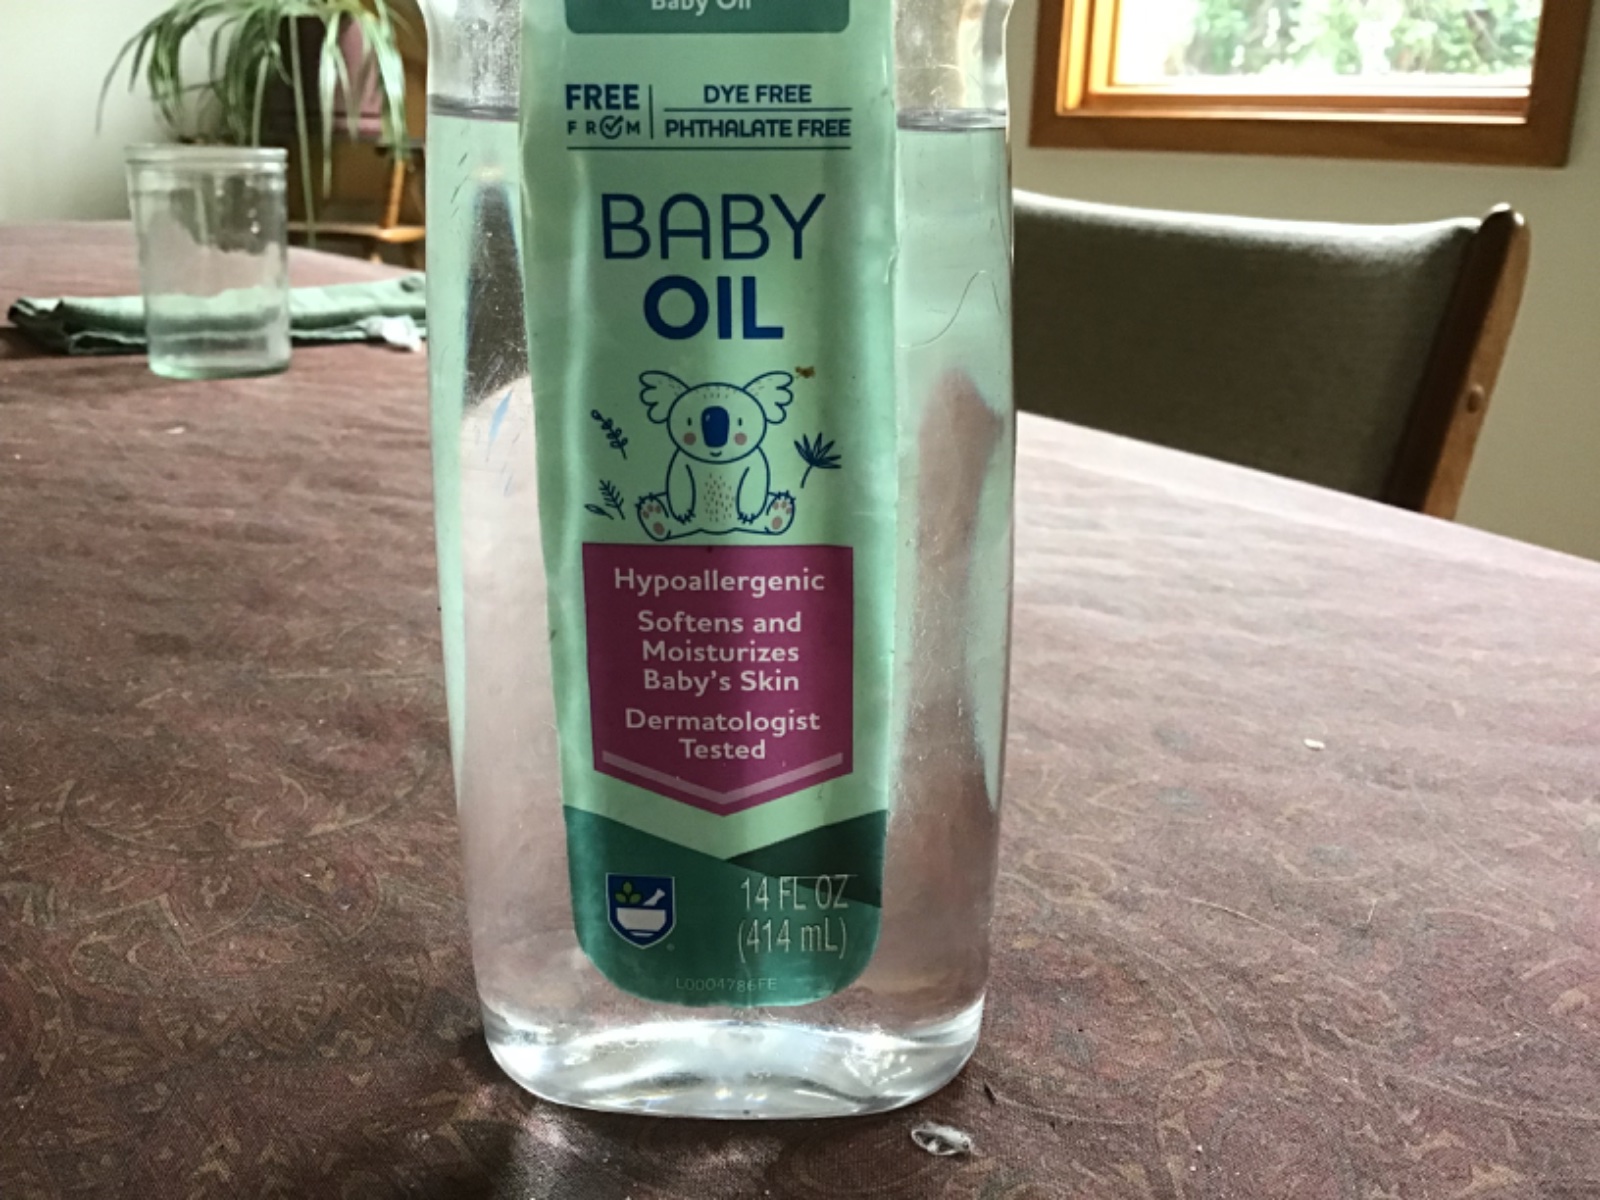 Baby Oil
FREE FROM
DYE FREE
PHTHALATE FREE
BABY
OIL
Hypoallergenic
Softens and
Moisturizes
Baby's Skin
Dermatologist
Tested
14 FL OZ
(414 mL)
L0004786FE